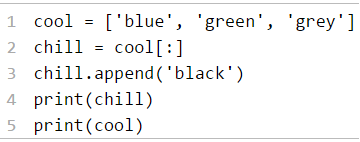 1 cool = ['blue', 'green', 'grey']
2 chill = cool[:]
3 chill.append('black')
4 print(chill)
5 print(cool)